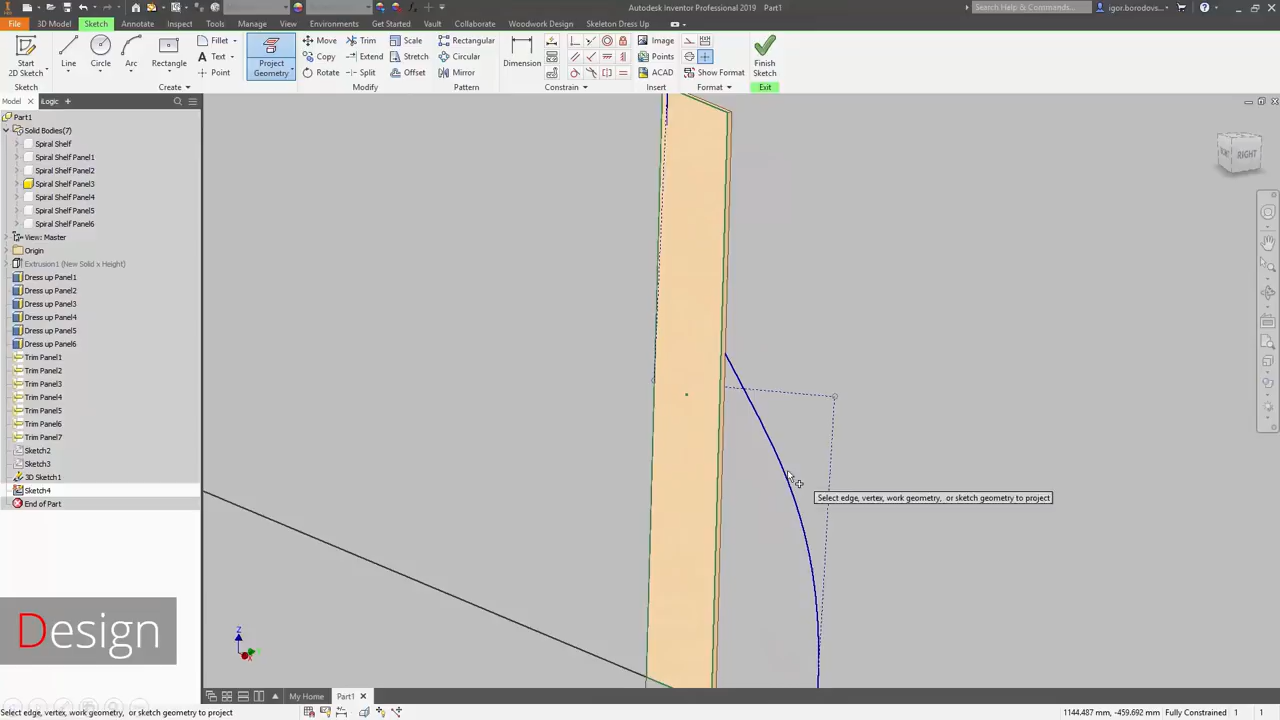 Autodesk Inventor Professional 2019   Part1
Search Help & Commands...
igor.borodovs...
File 3D Model Sketch Annotate Inspect Tools Manage View Environments Get Started Vault Collaborate Woodwork Design Skeleton Dress Up
Start
2D Sketch
Line
Circle
Arc
Rectangle
Fillet
Text
Point
Project
Geometry
Move
Copy
Rotate
Trim
Extend
Split
Scale
Stretch
Offset
Rectangular
Circular
Mirror
Dimension
Image
Points
ACAD
Show Format
Finish
Sketch
Sketch Create Modify Pattern Constrain Insert Format Exit
Model iLogic
Part1
Solid Bodies(7)
Spiral Shelf
Spiral Shelf Panel1
Spiral Shelf Panel2
Spiral Shelf Panel3
Spiral Shelf Panel4
Spiral Shelf Panel5
Spiral Shelf Panel6
View: Master
Origin
Extrusion1 (New Solid x Height)
Dress up Panel1
Dress up Panel2
Dress up Panel3
Dress up Panel4
Dress up Panel5
Dress up Panel6
Trim Panel1
Trim Panel2
Trim Panel3
Trim Panel4
Trim Panel5
Trim Panel6
Trim Panel7
Sketch2
Sketch3
3D Sketch1
Sketch4
End of Part
RIGHT
Select edge, vertex, work geometry, or sketch geometry to project
Design
Z
X
My Home Part1
Select edge, vertex, work geometry, or sketch geometry to project
1144.487 mm, -459.692 mm Fully Constrained 1 1